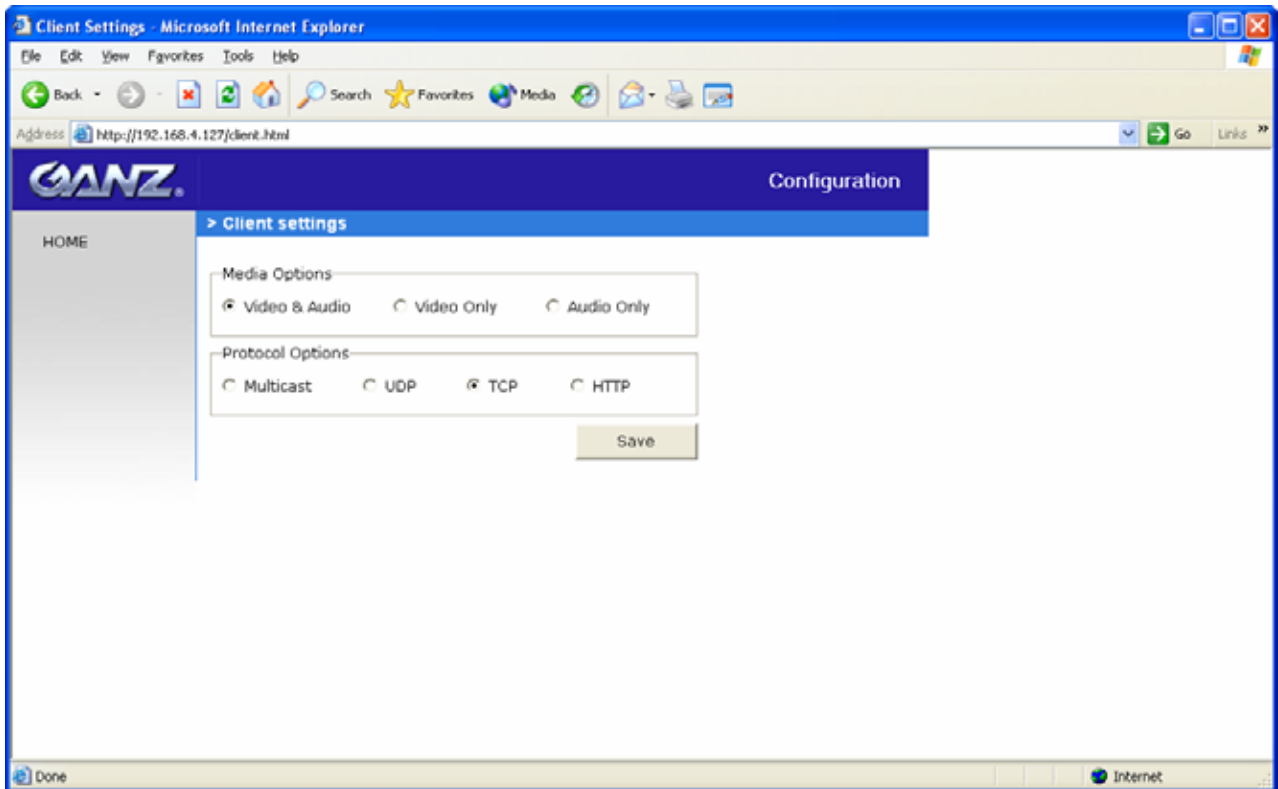 Client Settings - Microsoft Internet Explorer
File Edit View Favorites Tools Help
Back Search Favorites Media
Address http://192.168.4.127/client.html Go Links »
GANZ.
Configuration
HOME
> Client settings
Media Options
Video & Audio Video Only Audio Only
Protocol Options
Multicast UDP TCP HTTP
Save
Done Internet